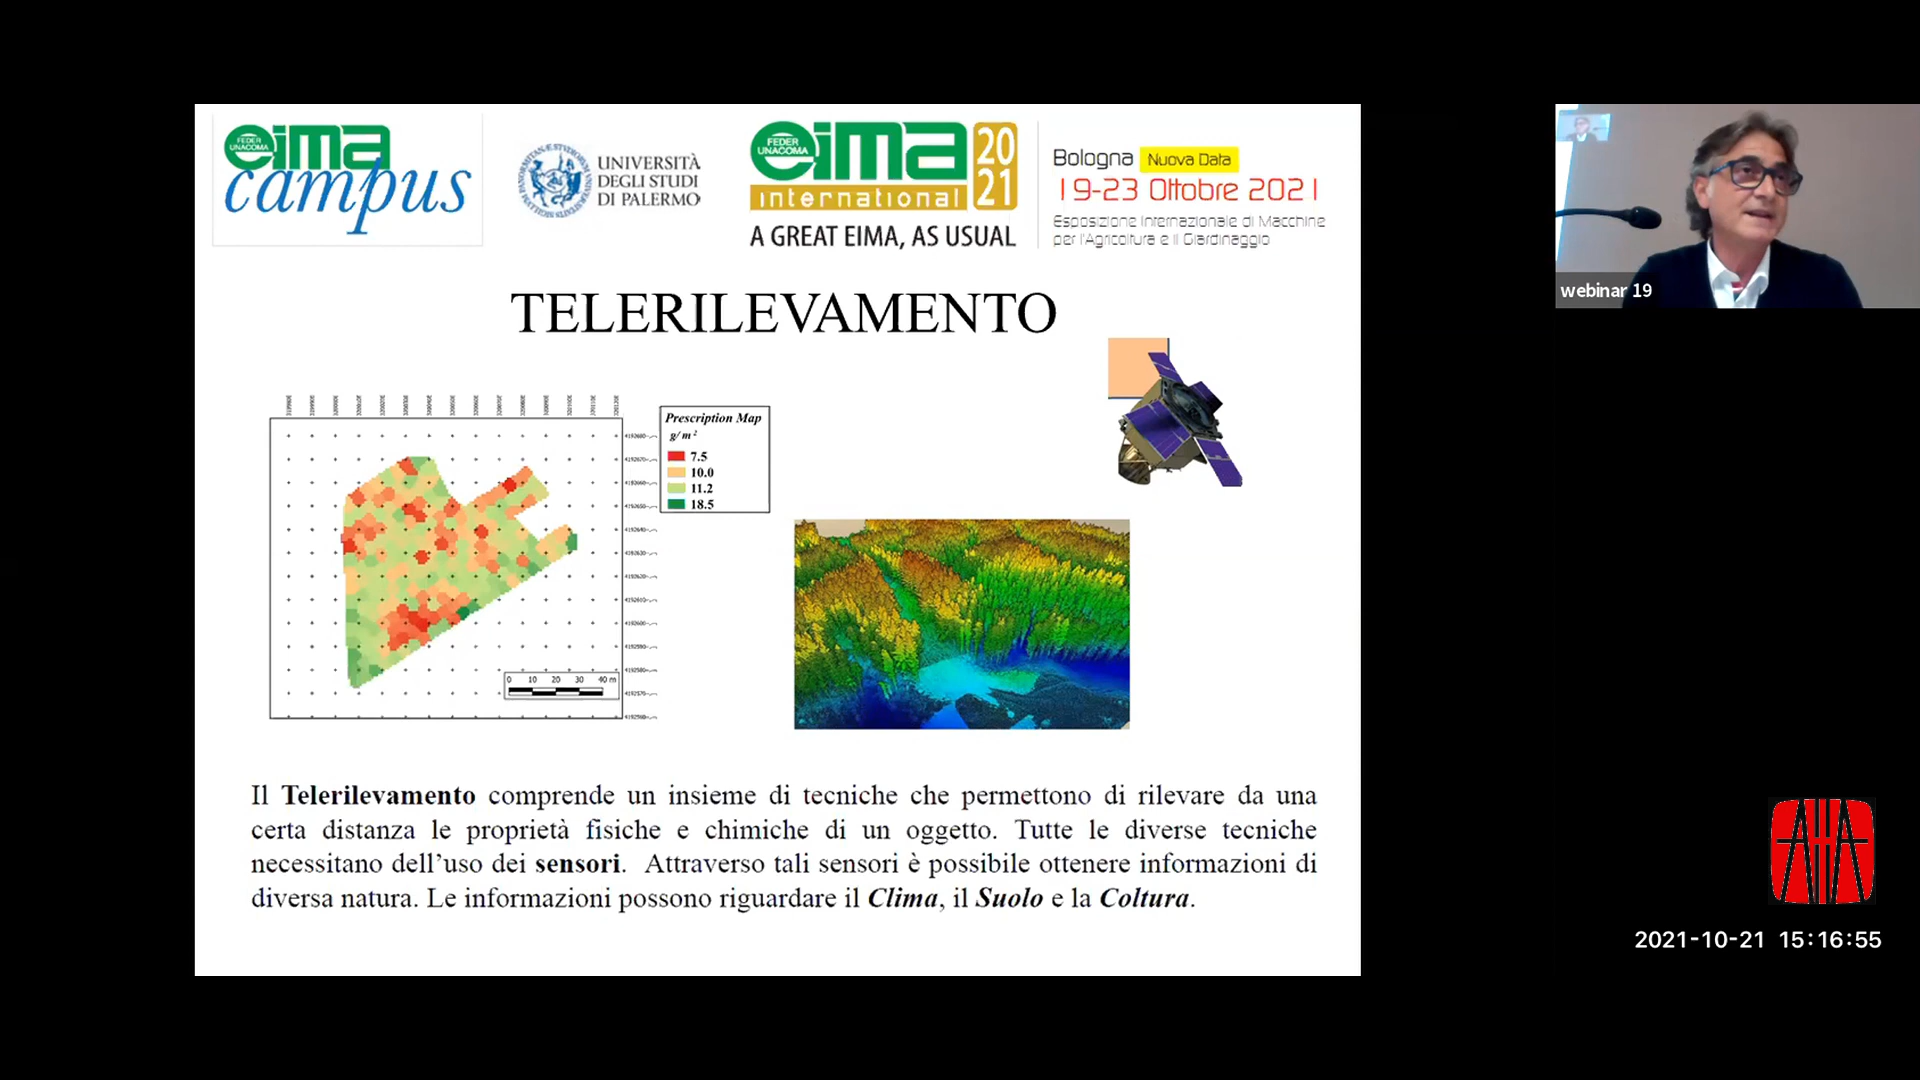 FEDER
UNACOMA
eima
campus
UNIVERSITÀ
DEGLI STUDI
DI PALERMO
FEDER
UNACOMA
eima
20
21
international
A GREAT EIMA, AS USUAL
Bologna Nuova Data
19-23 Ottobre 2021
Esposizione Internazionale di Macchine
per l'Agricoltura e il Giardinaggio
webinar 19
TELERILEVAMENTO
Prescription Map
g/m²
7.5
10.0
11.2
18.5
0 10 20 30 40 m
Il Telerilevamento comprende un insieme di tecniche che permettono di rilevare da una
certa distanza le proprietà fisiche e chimiche di un oggetto. Tutte le diverse tecniche
necessitano dell’uso dei sensori. Attraverso tali sensori è possibile ottenere informazioni di
diversa natura. Le informazioni possono riguardare il Clima, il Suolo e la Coltura.
2021-10-21 15:16:55